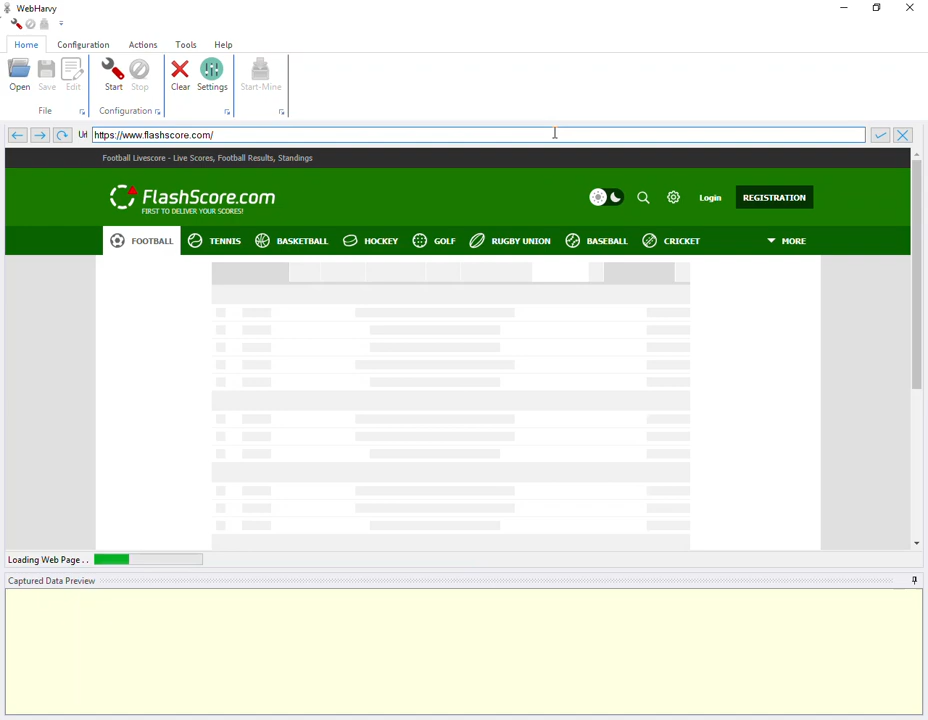 WebHarvy
Home Configuration Actions Tools Help
Open Save Edit Start Stop Clear Settings Start-Mine
File Configuration
Url https://www.flashscore.com/
Football Livescore - Live Scores, Football Results, Standings
FlashScore.com
FIRST TO DELIVER YOUR SCORES!
Login REGISTRATION
FOOTBALL TENNIS BASKETBALL HOCKEY GOLF RUGBY UNION BASEBALL CRICKET MORE
Loading Web Page . .
Captured Data Preview